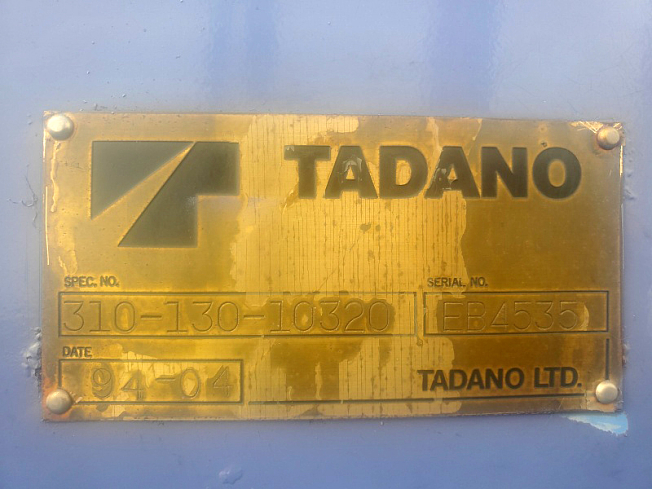 TADANO
SPEC. NO. SERIAL NO.
310-130-10320 EB4535
DATE
94-04 TADANO LTD.